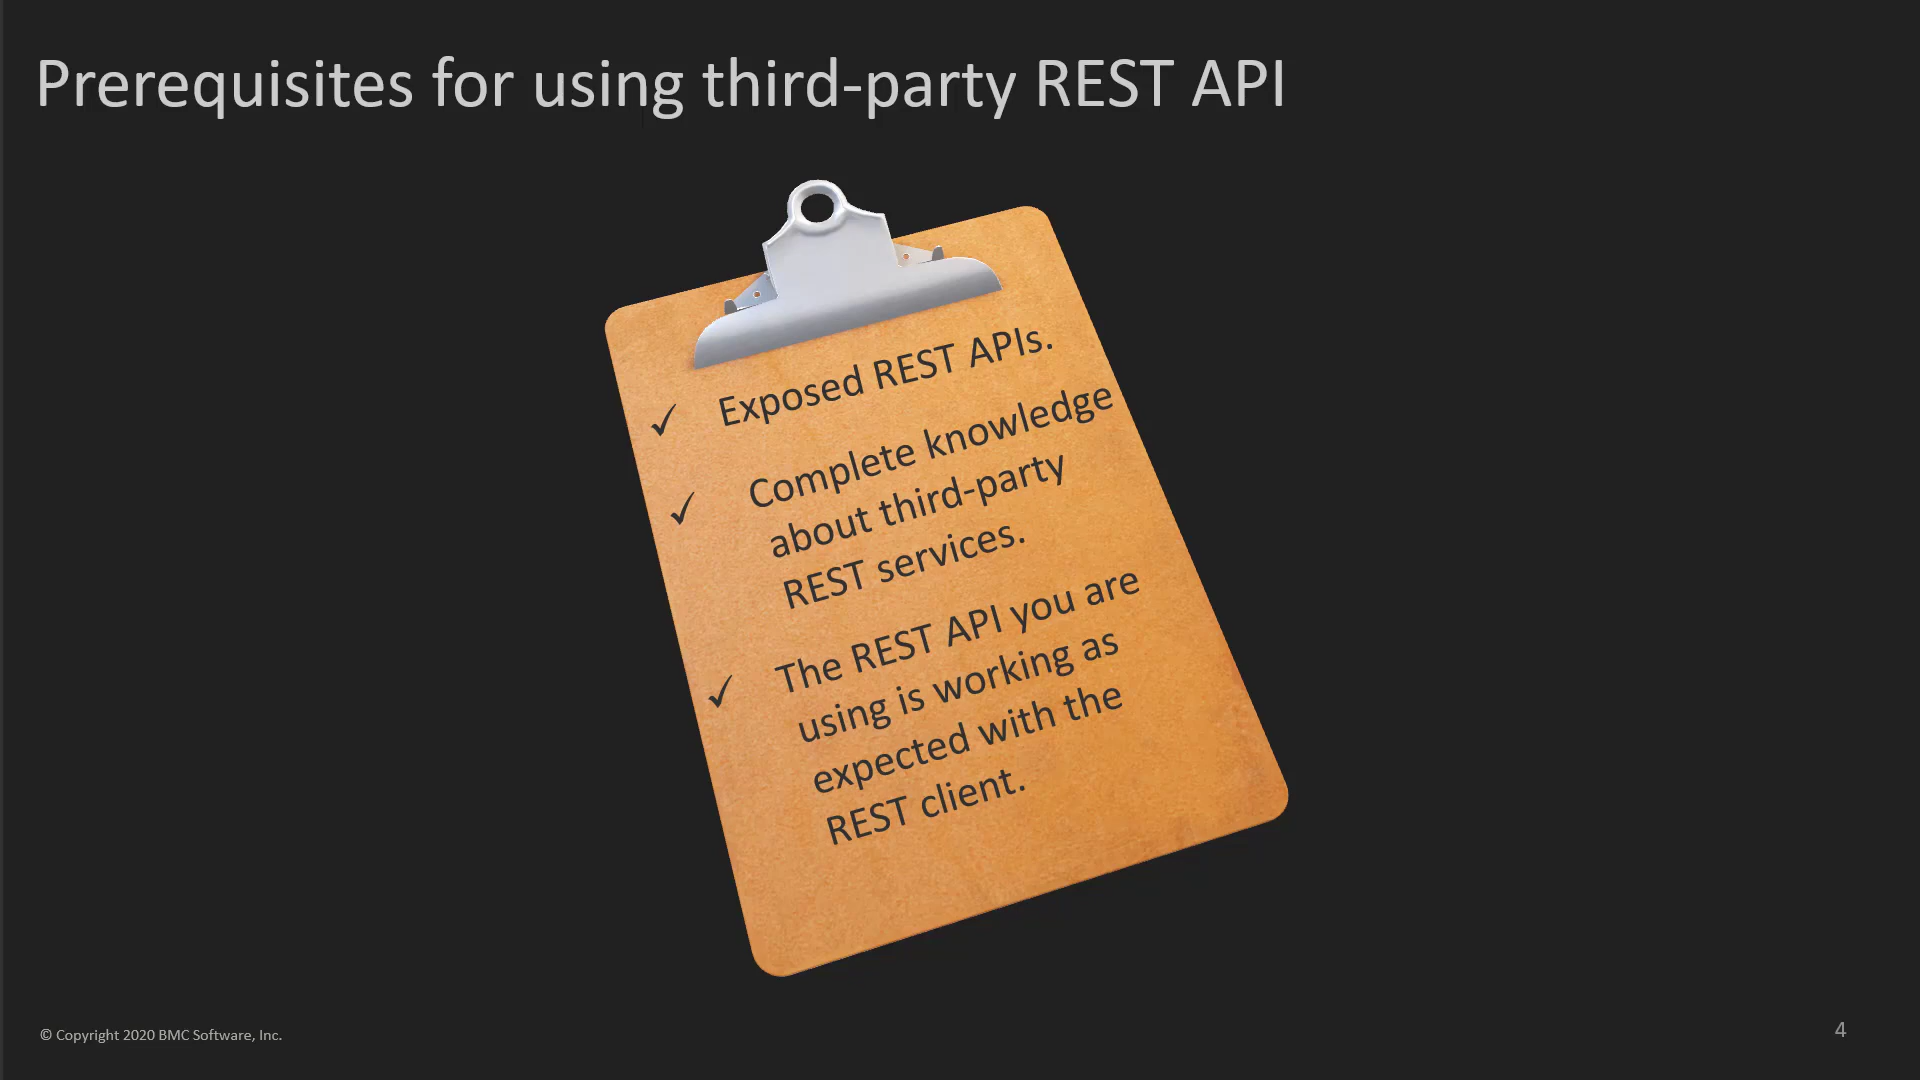 Prerequisites for using third-party REST API
✓ Exposed REST APIs.
✓ Complete knowledge
about third-party
REST services.
✓ The REST API you are
using is working as
expected with the
REST client.
© Copyright 2020 BMC Software, Inc.
4